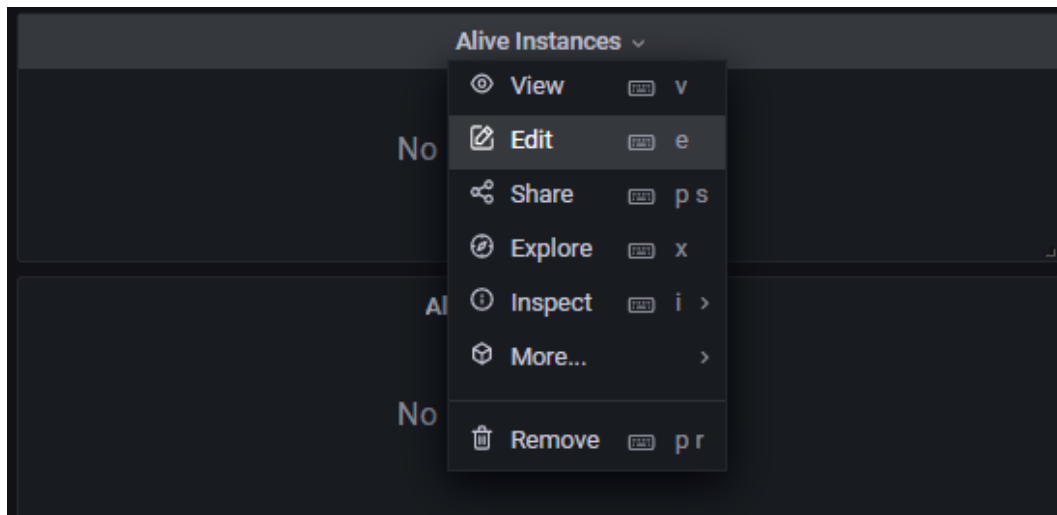 Alive Instances
View v
No
Edit e
Share p s
Explore x
Inspect i
Al
More...
No
Remove p r